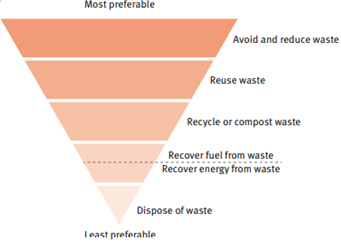 Most preferable
Avoid and reduce waste
Reuse waste
Recycle or compost waste
Recover fuel from waste
Recover energy from waste
Dispose of waste
Least preferable